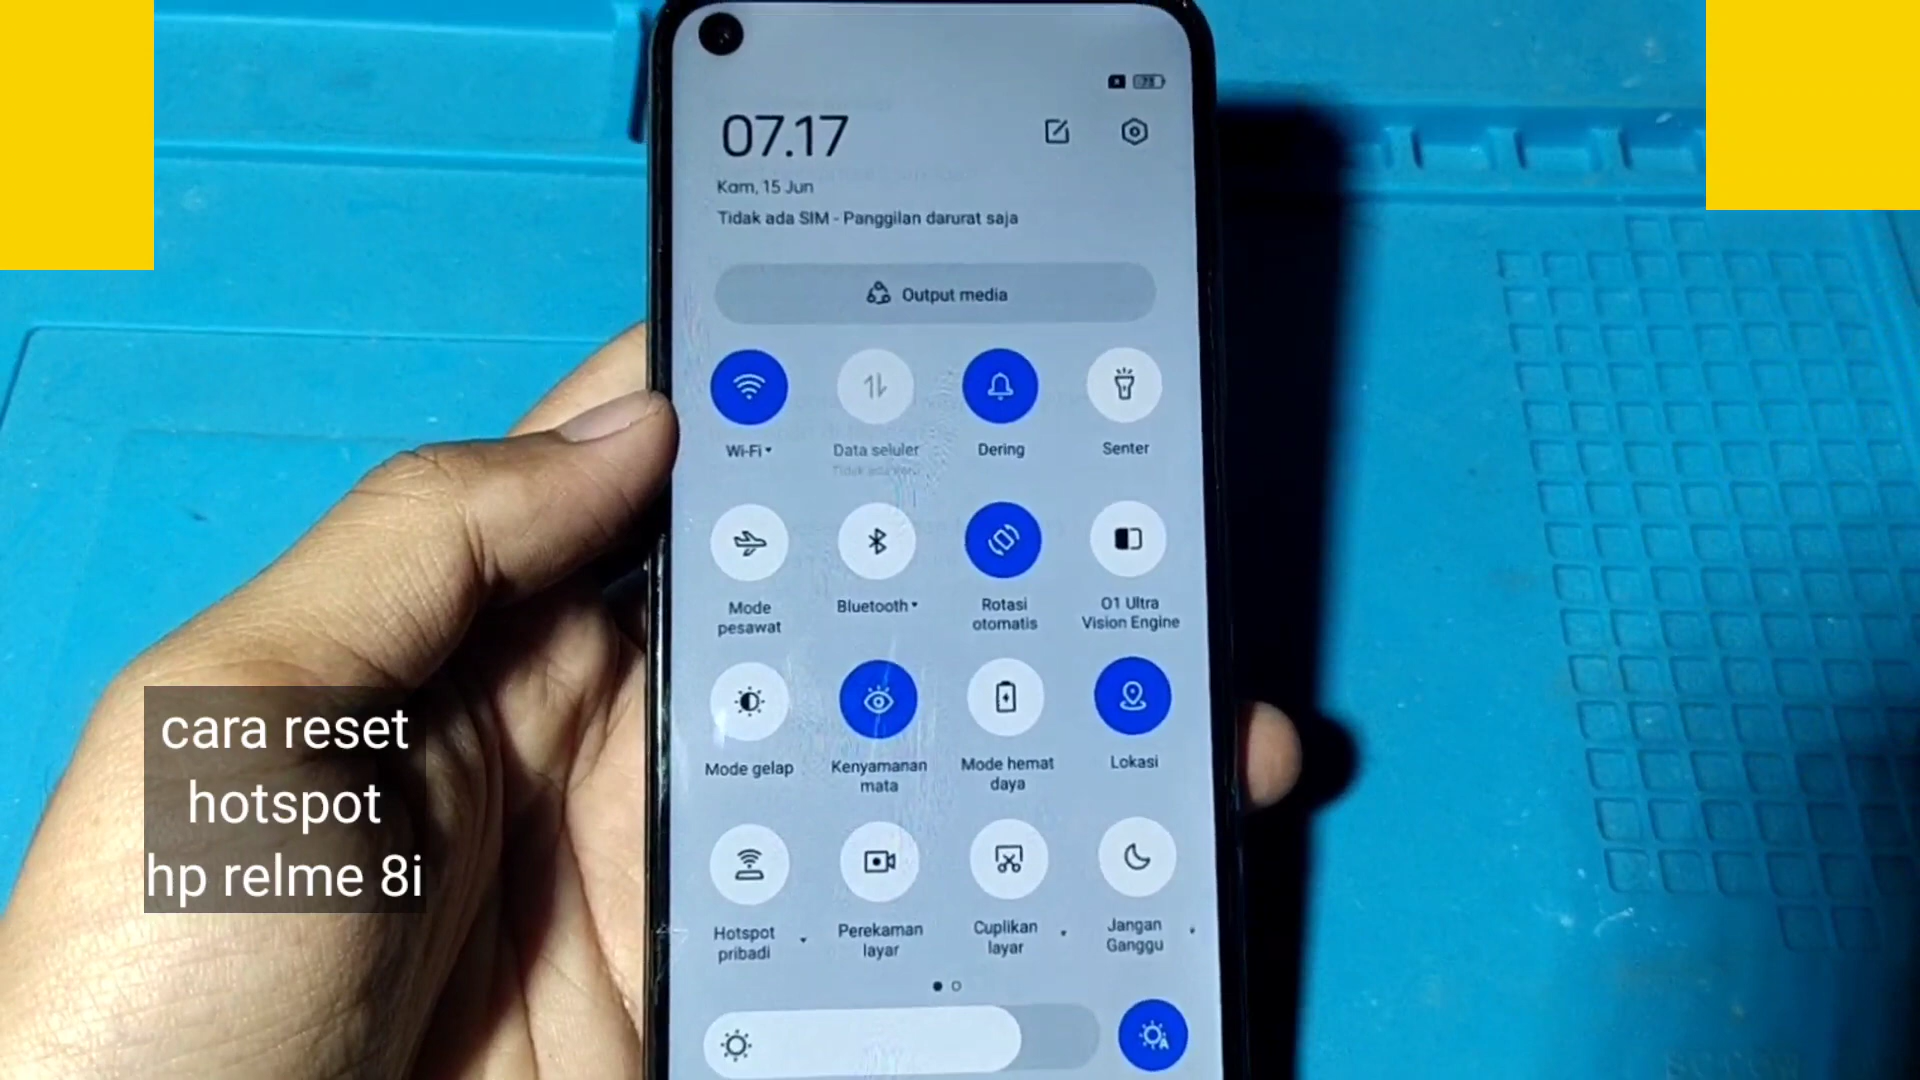 07.17
Kam, 15 Jun
Tidak ada SIM - Panggilan darurat saja
Output media
Wi-Fi
Data seluler
Dering
Senter
Mode
pesawat
Bluetooth
Rotasi
otomatis
O1 Ultra
Vision Engine
Mode gelap
Kenyamanan
mata
Mode hemat
daya
Lokasi
Hotspot
pribadi
Perekaman
layar
Cuplikan
layar
Jangan
Ganggu
cara reset
hotspot
hp relme 8i